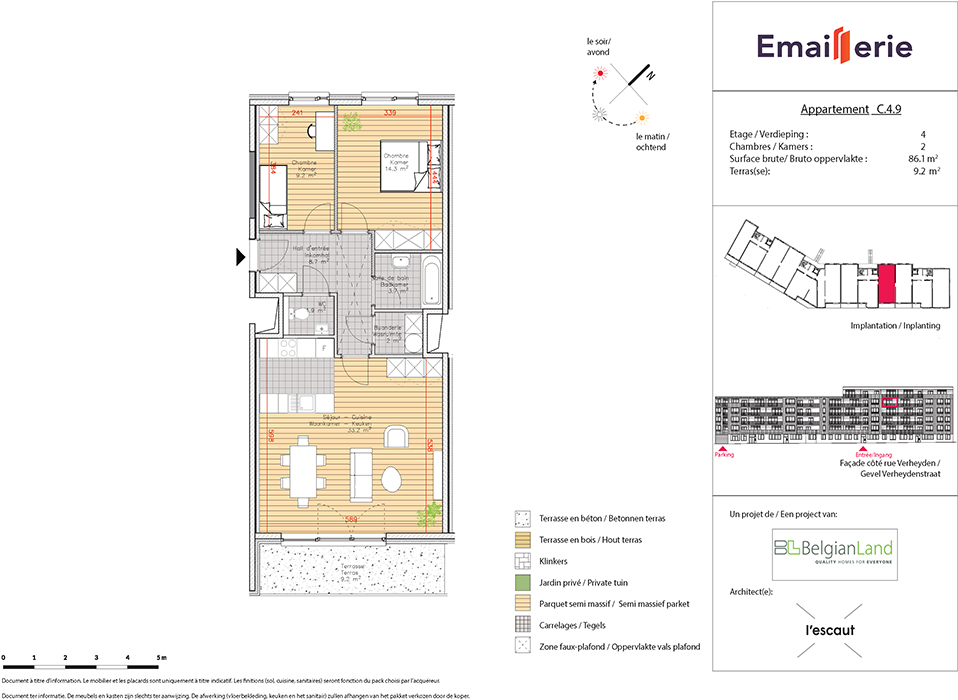 le soir/
avond
N
le matin /
ochtend
241
339
384
444
Chambre
Kamer
9.2 m²
Chambre
Kamer
14.3 m²
Hall d'entrée
Inkomhal
8.7 m²
Salle de bain
Badkamer
3.7 m²
WC
Buanderie
Wasruimte
2 m²
F
Séjour - Cuisine
Woonkamer - Keuken
33.2 m²
595
538
589
Terrasse
Terras
9.2 m²
0 1 2 3 4 5 m
Document à titre d'information. Le mobilier et les placards sont uniquement à titre indicatif. Les finitions (sol, cuisine, sanitaires) seront fonction du pack choisi par l'acquéreur.
Document ter informatie. De meubels en kasten zijn slechts ter aanwijzing. De afwerking (vloerbekleding, keuken en het sanitair) zullen afhangen van het pakket verkozen door de koper.
Terrasse en béton / Betonnen terras
Terrasse en bois / Hout terras
Klinkers
Jardin privé / Private tuin
Parquet semi massif / Semi massief parket
Carrelages / Tegels
Zone faux-plafond / Oppervlakte vals plafond
Emaillerie
Appartement C.4.9
Etage / Verdieping : 4
Chambres / Kamers : 2
Surface brute/ Bruto oppervlakte : 86.1 m²
Terras(se): 9.2 m²
Implantation / Inplanting
Parking
Entrée/Ingang
Façade côté rue Verheyden /
Gevel Verheydenstraat
Un projet de / Een project van:
BelgianLand
QUALITY HOMES FOR EVERYONE
Architect(e):
l'escaut